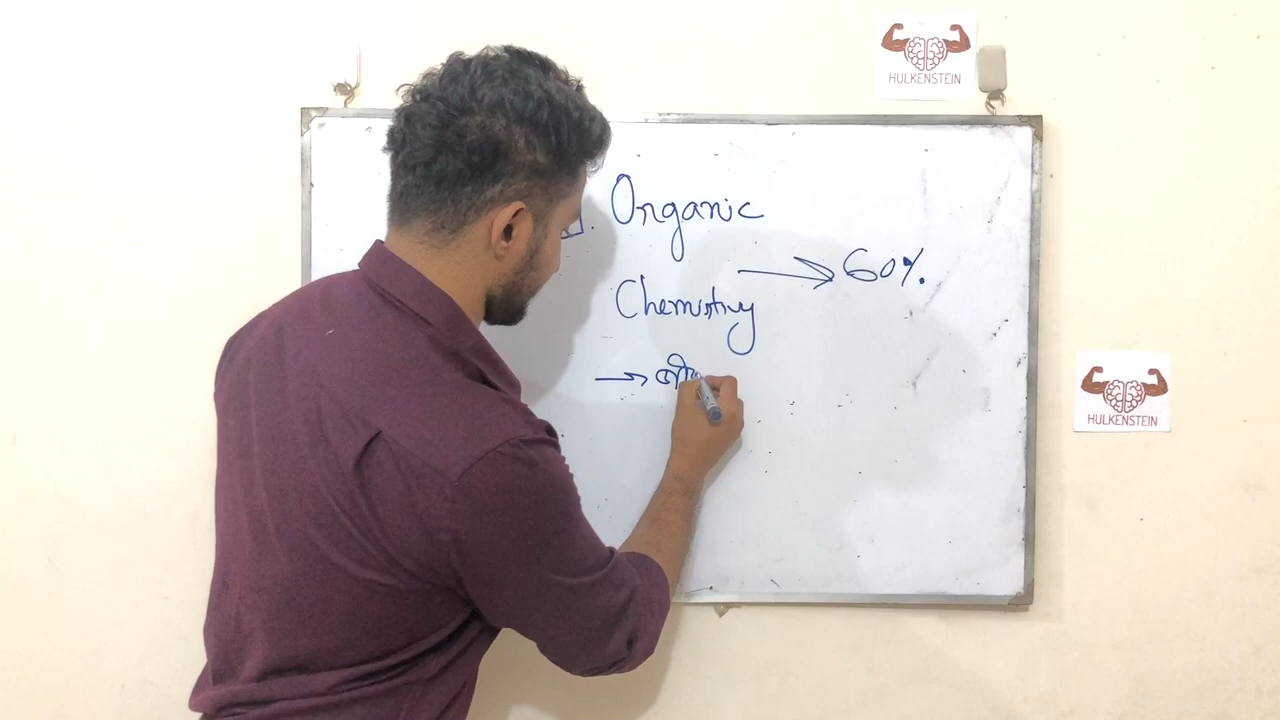 HULKENSTEIN
Organic
→ 60%.
Chemistry
→
HULKENSTEIN